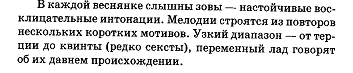 В каждой веснянке слышны зовы — настойчивые вос-
клицательные интонации. Мелодии строятся из повторов
нескольких коротких мотивов. Узкий диапазон — от тер-
ции до квинты (редко сексты), переменный лад говорят
об их давнем происхождении.